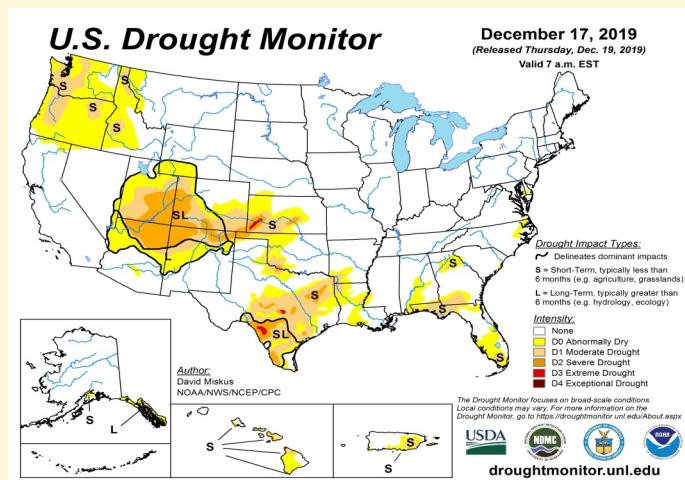 U.S. Drought Monitor
December 17, 2019
(Released Thursday, Dec. 19, 2019)
Valid 7 a.m. EST
S
S
S
S
S
SL
S
S
S
S
S
SL
Drought Impact Types:
Delineates dominant impacts
S = Short-Term, typically less than
6 months (e.g. agriculture, grasslands)
L = Long-Term, typically greater than
6 months (e.g. hydrology, ecology)
Intensity:
None
D0 Abnormally Dry
D1 Moderate Drought
D2 Severe Drought
D3 Extreme Drought
D4 Exceptional Drought
Author:
David Miskus
NOAA/NWS/NCEP/CPC
S
L
S
S
The Drought Monitor focuses on broad-scale conditions.
Local conditions may vary. For more information on the
Drought Monitor, go to https://droughtmonitor.unl.edu/About.aspx
USDA
NDMC
NOAA
droughtmonitor.unl.edu